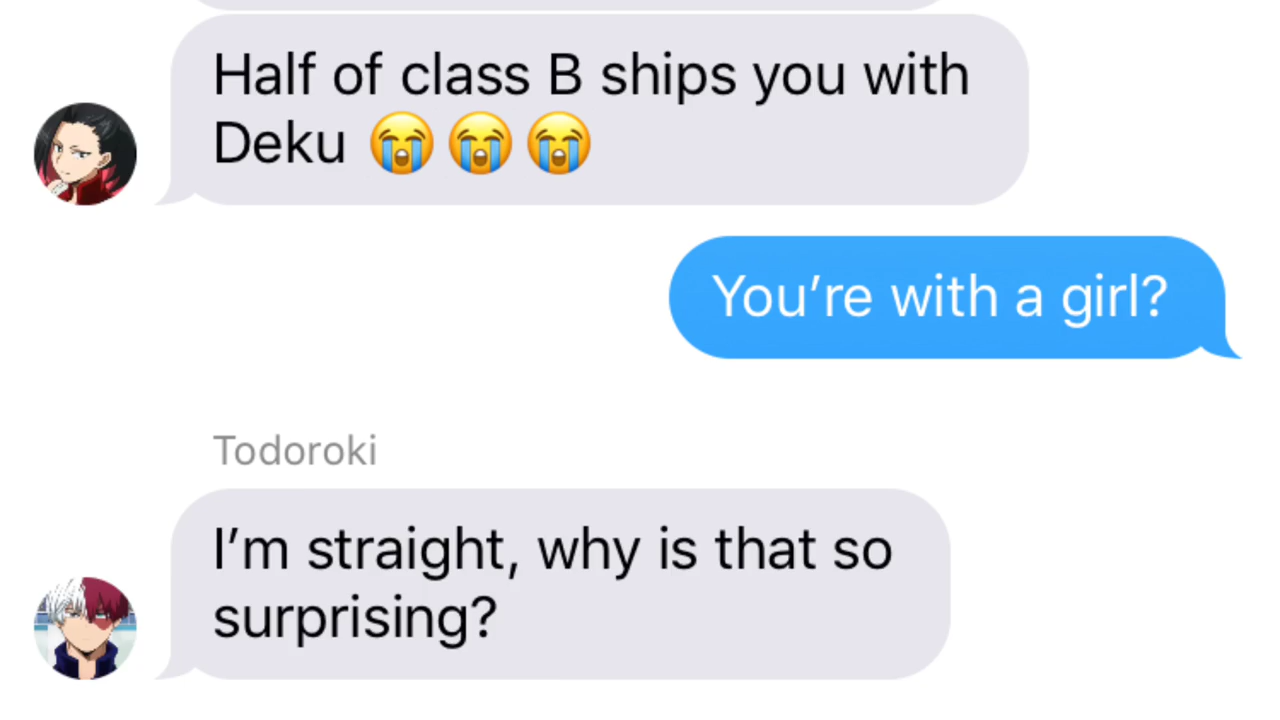 Half of class B ships you with
Deku 😭😭😭
You’re with a girl?
Todoroki
I’m straight, why is that so
surprising?